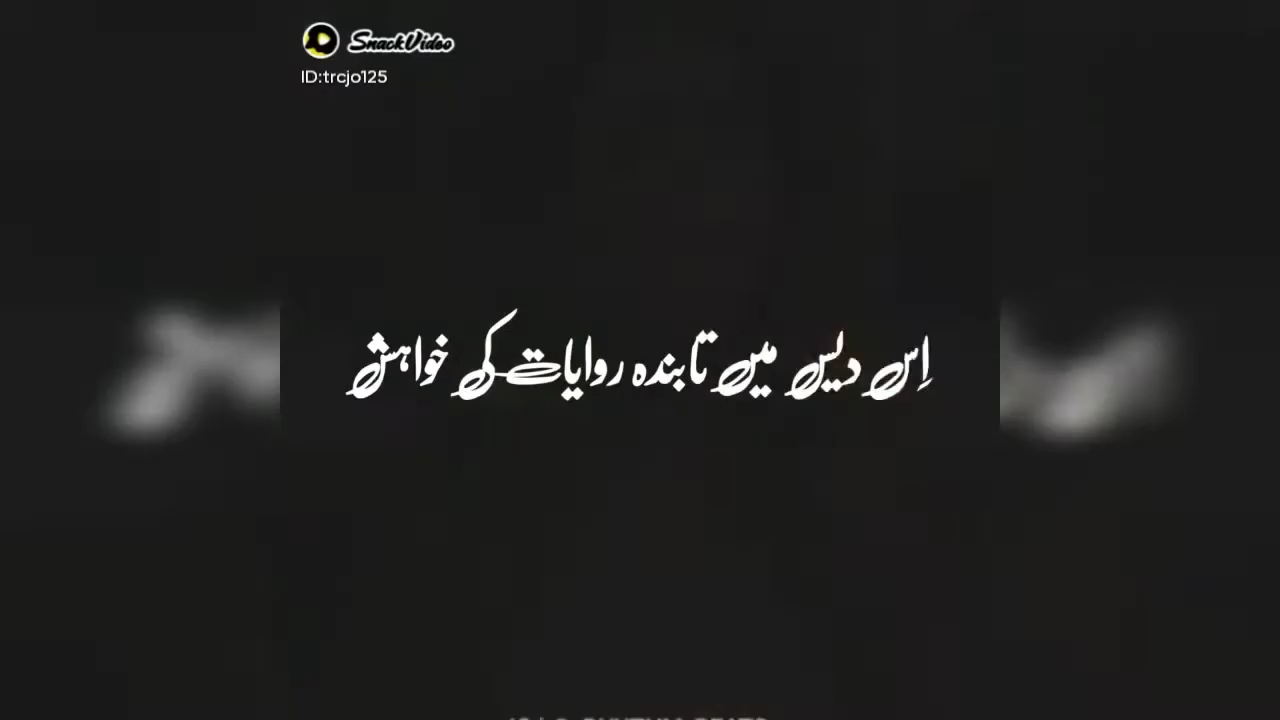 SnackVideo
ID:trcjo125
اِس دیس میں تابندہ روایات کی خواہش